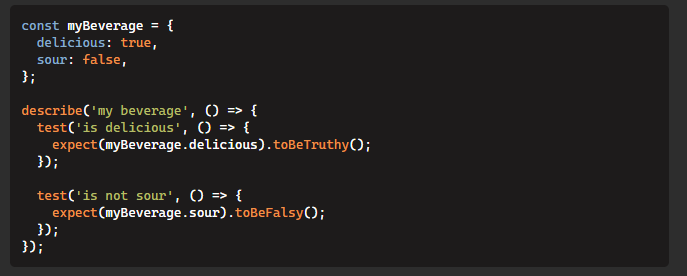 const myBeverage = {
  delicious: true,
  sour: false,
};

describe('my beverage', () => {
  test('is delicious', () => {
    expect(myBeverage.delicious).toBeTruthy();
  });

  test('is not sour', () => {
    expect(myBeverage.sour).toBeFalsy();
  });
});